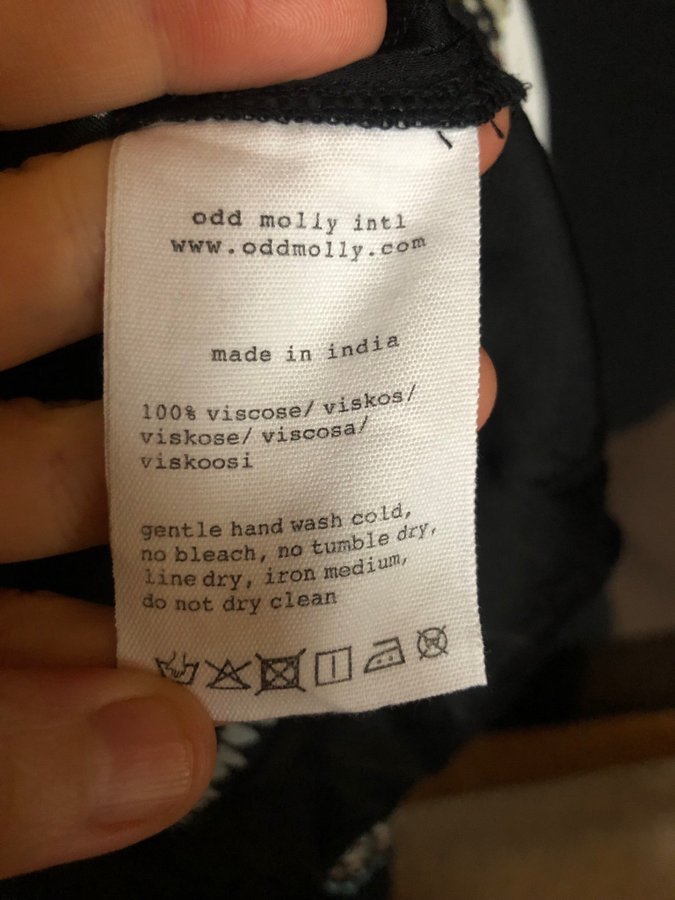 odd molly intl
www.oddmolly.com
made in india
100% viscose/ viskos/
viskose/ viscosa/
viskoosi
gentle hand wash cold,
no bleach, no tumble dry,
line dry, iron medium,
do not dry clean